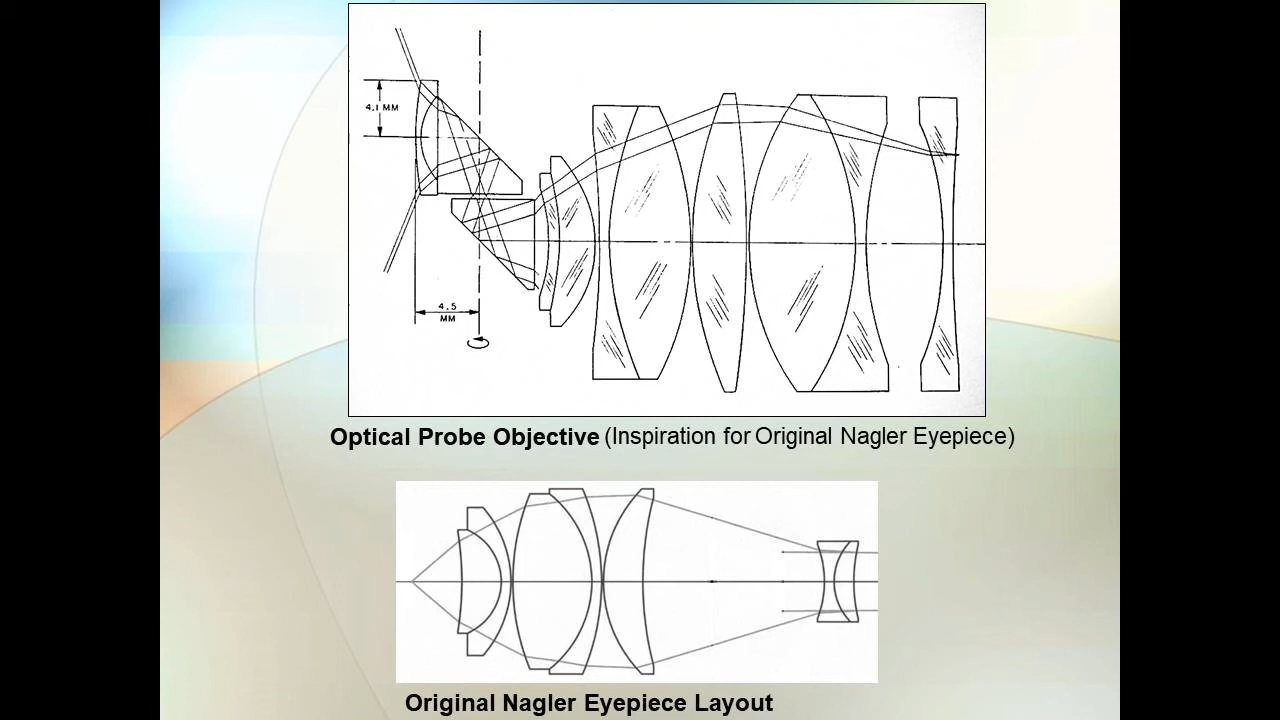 4.1 MM
4.5
MM
Optical Probe Objective (Inspiration for Original Nagler Eyepiece)
Original Nagler Eyepiece Layout